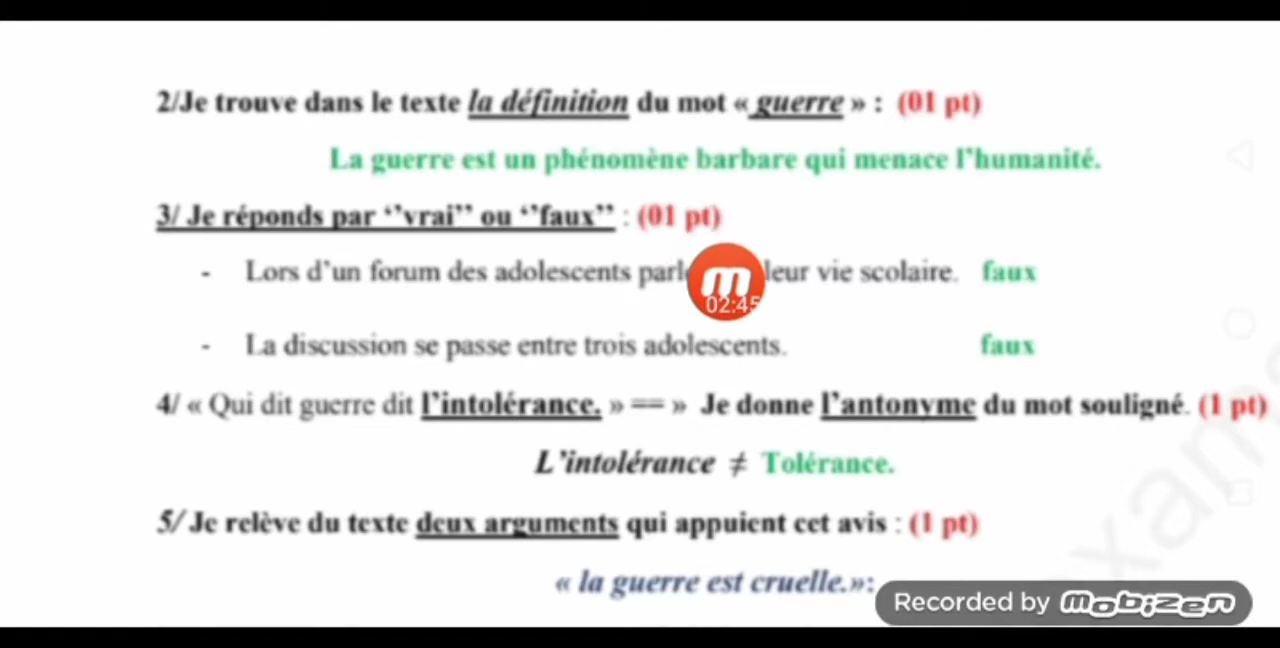 2/Je trouve dans le texte la définition du mot « guerre » : (01 pt)
La guerre est un phénomène barbare qui menace l’humanité.
3/ Je réponds par ‘’vrai’’ ou ‘’faux’’ : (01 pt)
- Lors d’un forum des adolescents leur vie scolaire. faux
02:45
- La discussion se passe entre trois adolescents. faux
4/ « Qui dit guerre dit l’intolérance. » == » Je donne l’antonyme du mot souligné. (1 pt)
L’intolérance ≠ Tolérance.
5/ Je relève du texte deux arguments qui appuient cet avis : (1 pt)
« la guerre est cruelle.»:
Recorded by mobizen